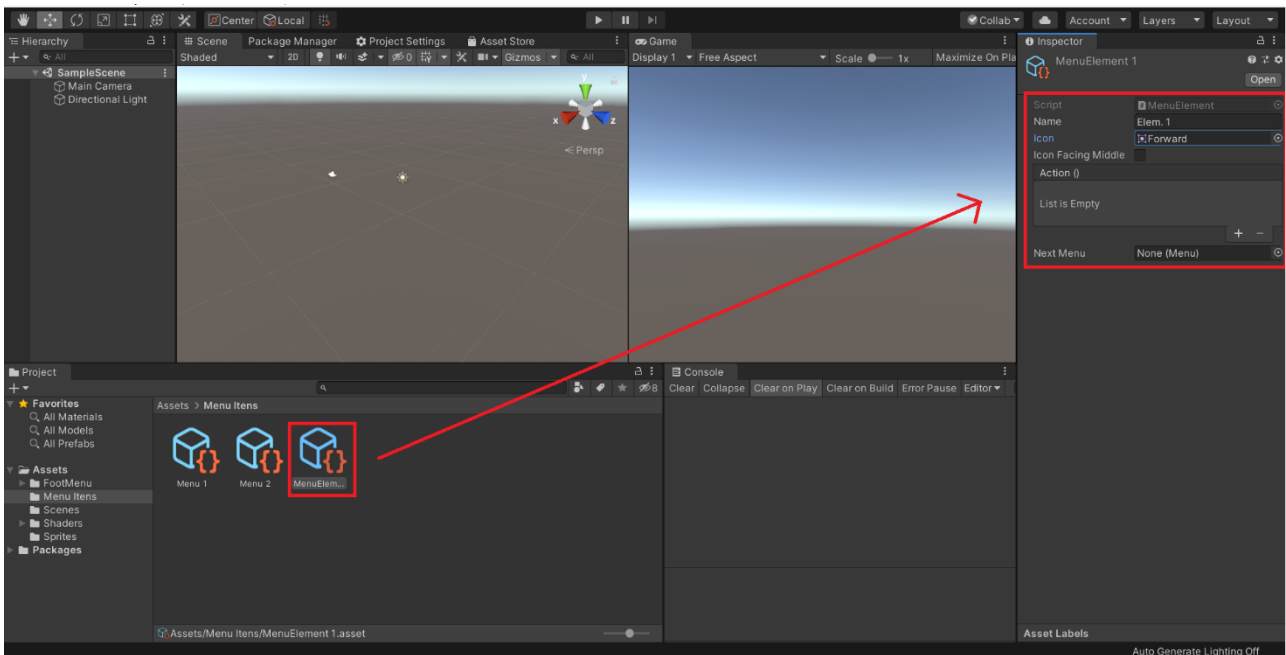 Center Local Collab Account Layers Layout
Hierarchy
All
SampleScene
Main Camera
Directional Light
Scene Package Manager Project Settings Asset Store
Shaded 2D 0 Gizmos All
y
x z
Persp
Game
Display 1 Free Aspect Scale 1x Maximize On Pla
Inspector
MenuElement 1
Open
Script MenuElement
Name Elem. 1
Icon Forward
Icon Facing Middle
Action ()
List is Empty
+ −
Next Menu None (Menu)
Project
8
Favorites
All Materials
All Models
All Prefabs
Assets
FootMenu
Menu Itens
Scenes
Shaders
Sprites
Packages
Assets > Menu Itens
Menu 1 Menu 2 MenuElem...
Assets/Menu Itens/MenuElement 1.asset
Console
Clear Collapse Clear on Play Clear on Build Error Pause Editor
Asset Labels
Auto Generate Lighting Off